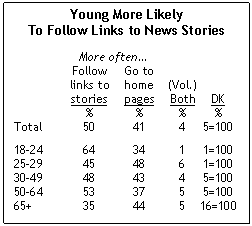 Young More Likely
To Follow Links to News Stories
More often...
Follow Go to
links to home (Vol.)
stories pages Both DK
% % % %
Total 50 41 4 5=100
18-24 64 34 1 1=100
25-29 45 48 6 1=100
30-49 48 43 4 5=100
50-64 53 37 5 5=100
65+ 35 44 5 16=100